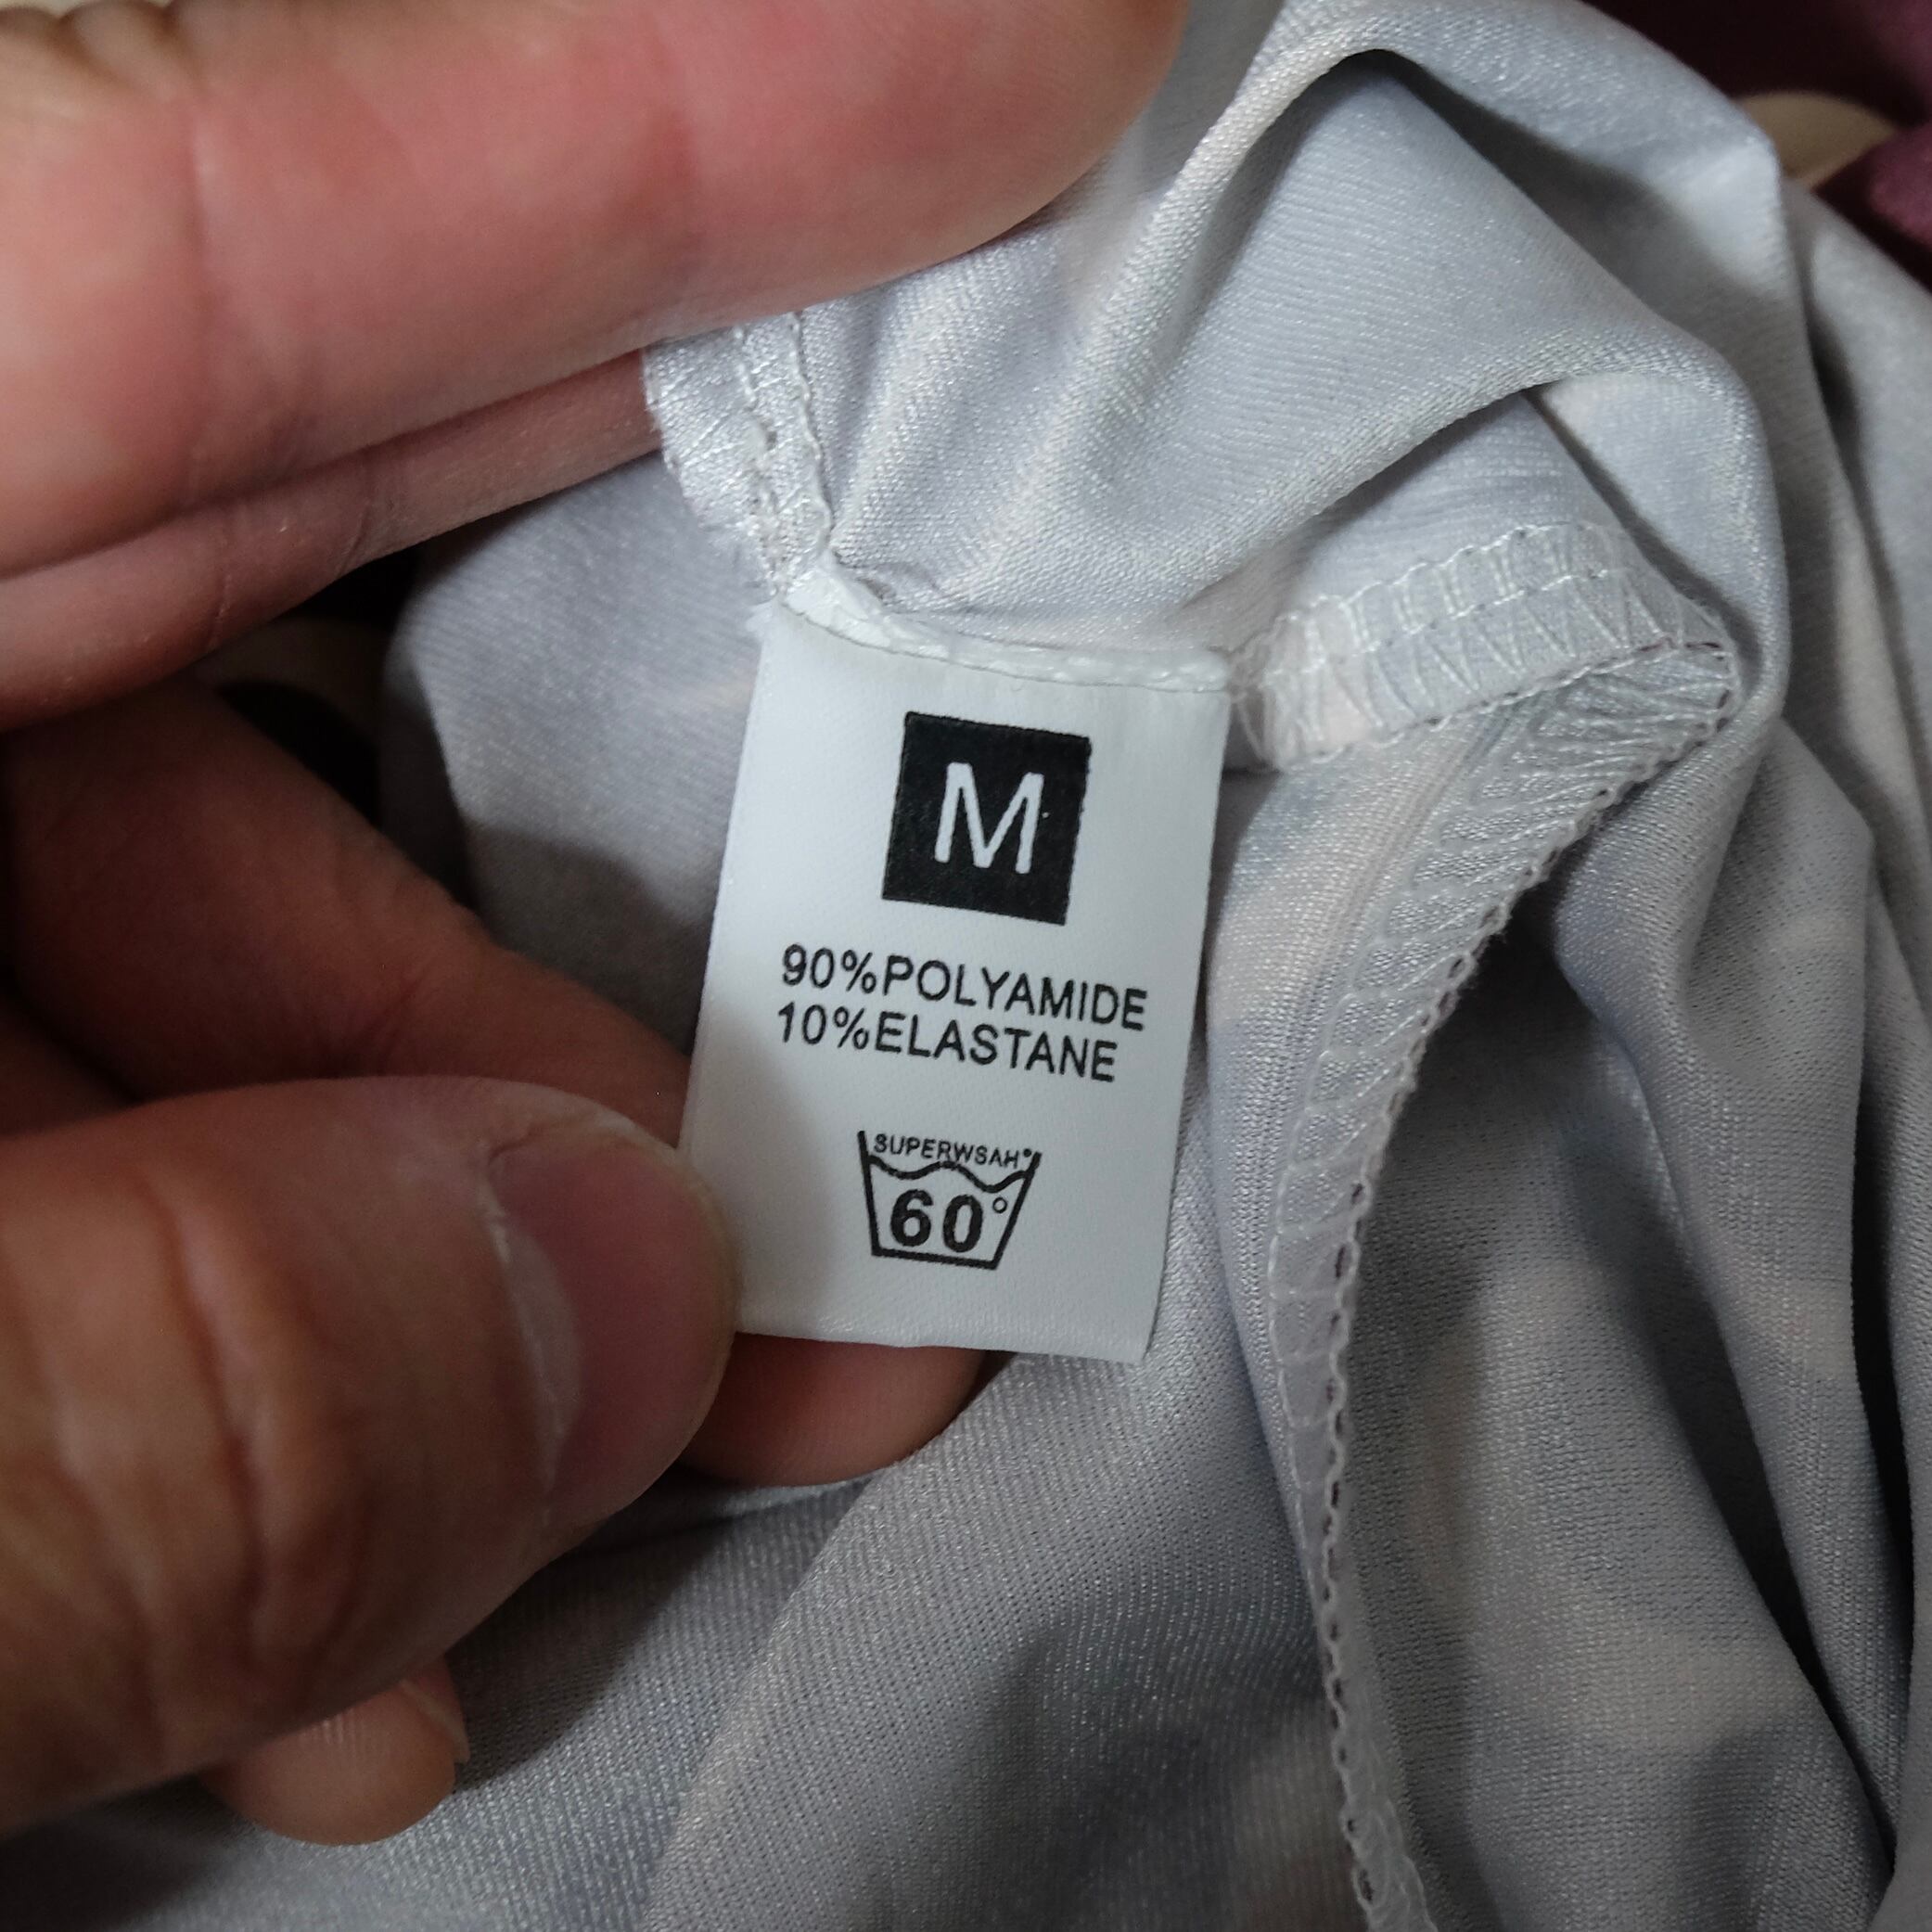 M
90%POLYAMIDE
10%ELASTANE
SUPERWSAH®
60°